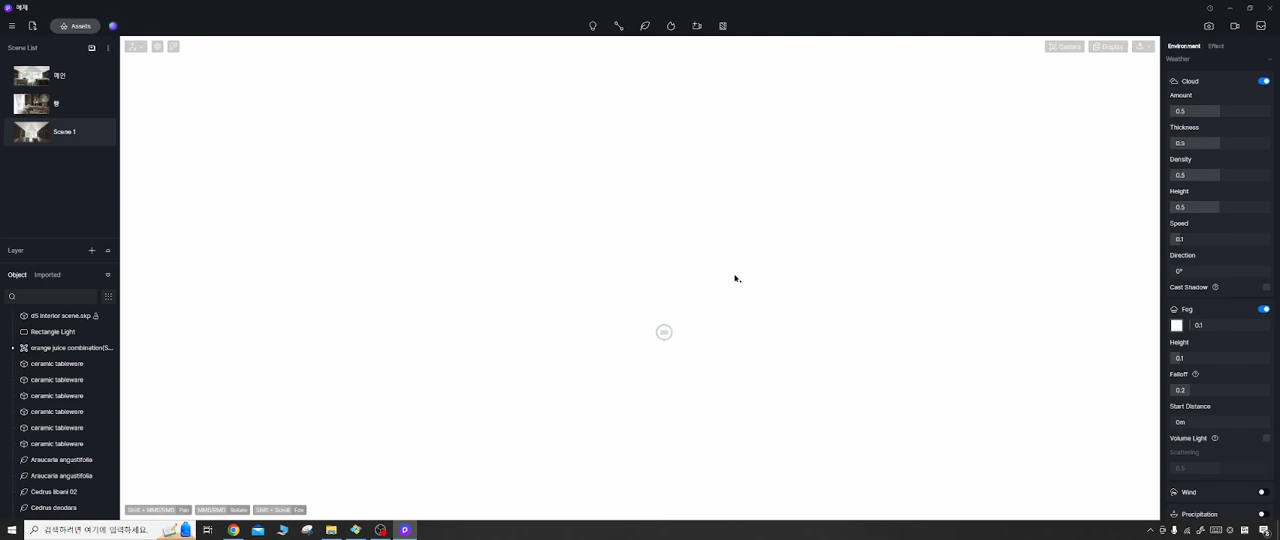 예제
Assets
Scene List
메인
쨍
Scene 1
Layer
Object Imported
d5 interior scene.skp
Rectangle Light
orange juice combination(S...
ceramic tableware
ceramic tableware
ceramic tableware
ceramic tableware
ceramic tableware
ceramic tableware
Araucaria angustifolia
Araucaria angustifolia
Cedrus libani 02
Cedrus deodara
Camera Display
Shift + MMB/RMB Pan MMB/RMB Rotate Shift + Scroll Fov
Environment Effect
Weather
Cloud
Amount
0.5
Thickness
0.5
Density
0.5
Height
0.5
Speed
0.1
Direction
0°
Cast Shadow
Fog
0.1
Height
0.1
Falloff
0.2
Start Distance
0m
Volume Light
Scattering
0.5
Wind
Precipitation
검색하려면 여기에 입력하세요.